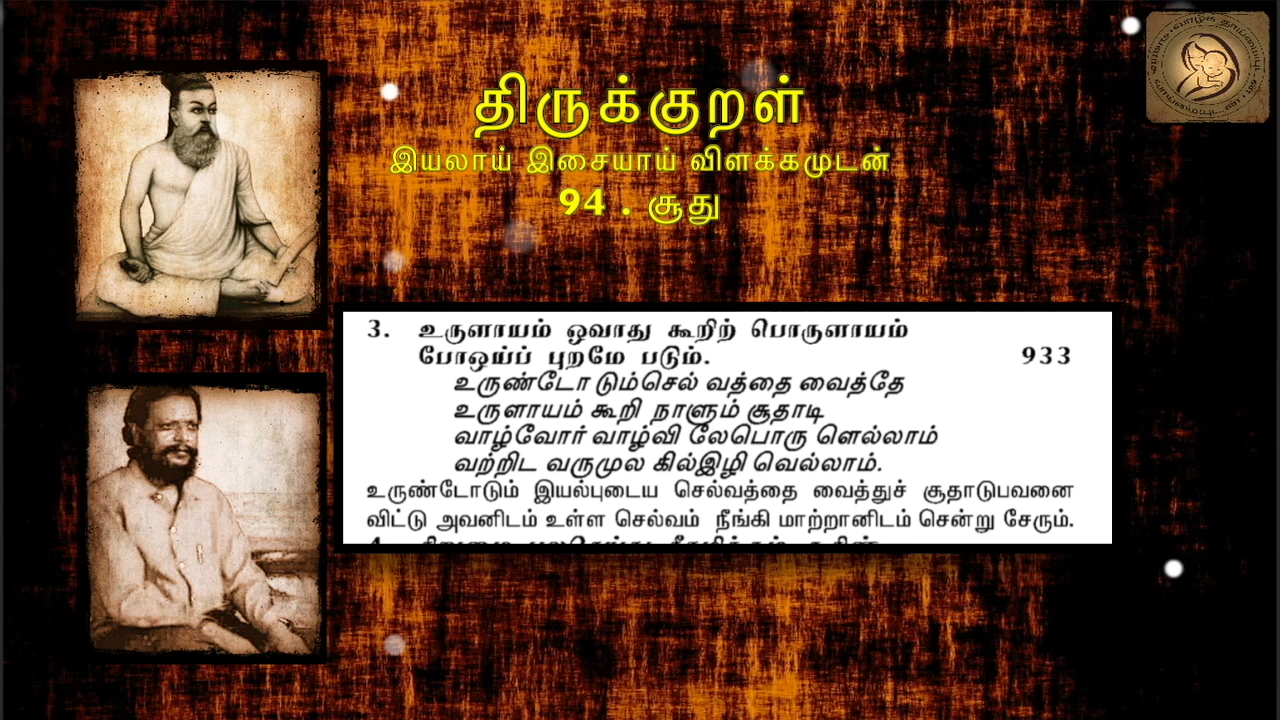 திருக்குறள்
இயலாய் இசையாய் விளக்கமுடன்
94 . சூது
3. உருளாயம் ஓவாது கூறிற் பொருளாயம்
போஒய்ப் புறமே படும். 933
உருண்டோ டும்செல் வத்தை வைத்தே
உருளாயம் கூறி நாளும் சூதாடி
வாழ்வோர் வாழ்வி லேபொரு ளெல்லாம்
வற்றிட வருமுல கில்இழி வெல்லாம்.
உருண்டோடும் இயல்புடைய செல்வத்தை வைத்துச் சூதாடுபவனை
விட்டு அவனிடம் உள்ள செல்வம் நீங்கி மாற்றானிடம் சென்று சேரும்.